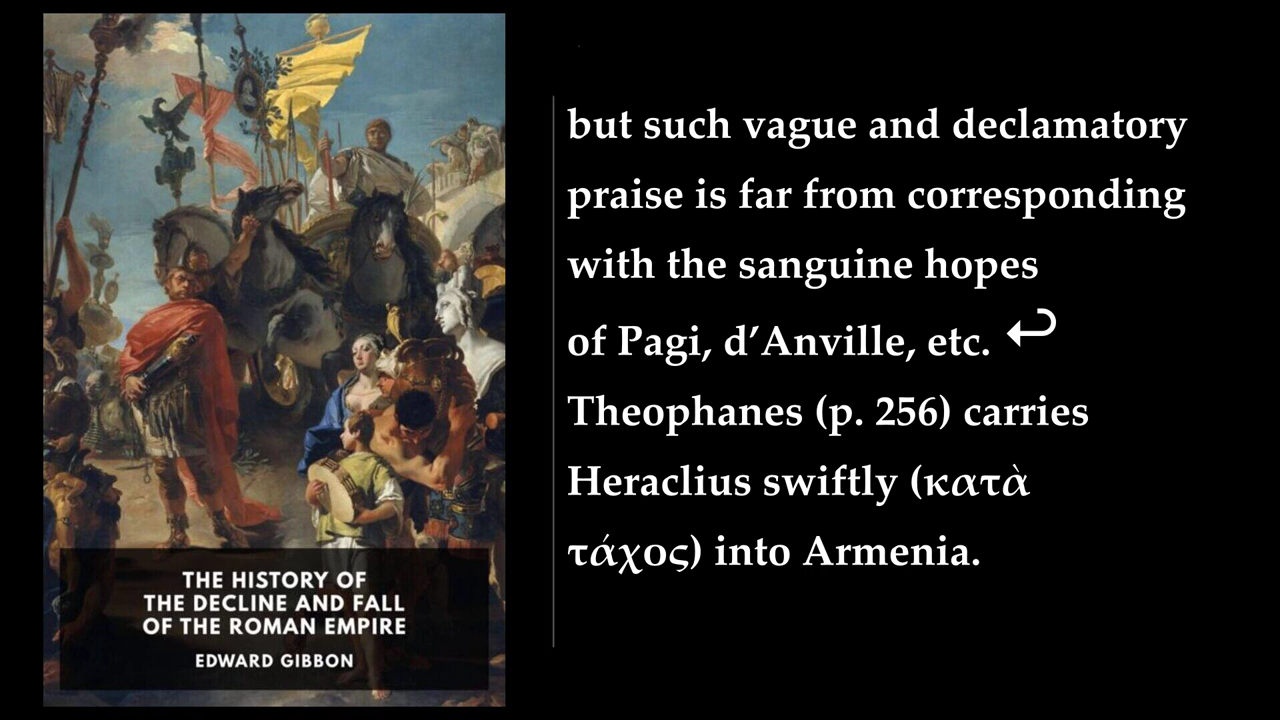 but such vague and declamatory
praise is far from corresponding
with the sanguine hopes
of Pagi, d’Anville, etc. ↩
Theophanes (p. 256) carries
Heraclius swiftly (κατὰ
τάχος) into Armenia.
THE HISTORY OF
THE DECLINE AND FALL
OF THE ROMAN EMPIRE
EDWARD GIBBON